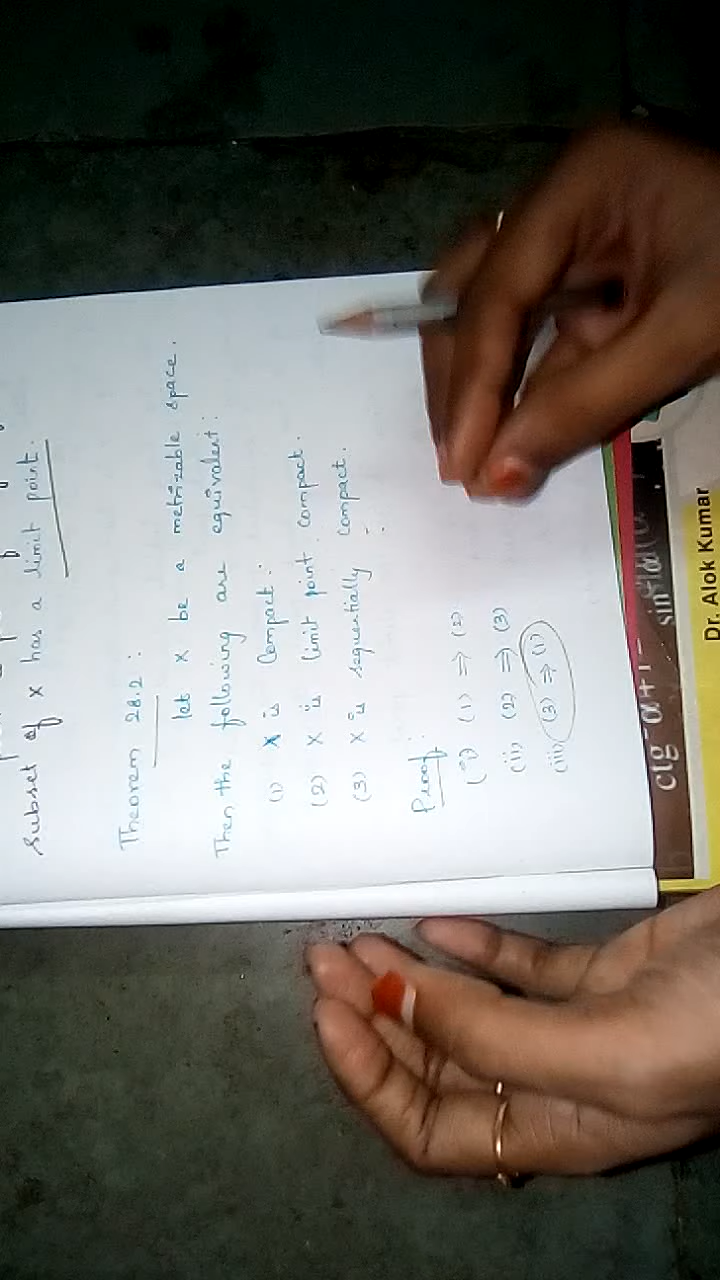 Subset of X has a limit point.
Theorem 28.2 :
Let X be a metrizable space.
Then the following are equivalent:
(1) X is Compact.
(2) X is limit point compact.
(3) X is sequentially compact.
Proof:
(i) (1) ⇒ (2)
(ii) (2) ⇒ (3)
(iii) (3) ⇒ (1)
Dr. Alok Kumar